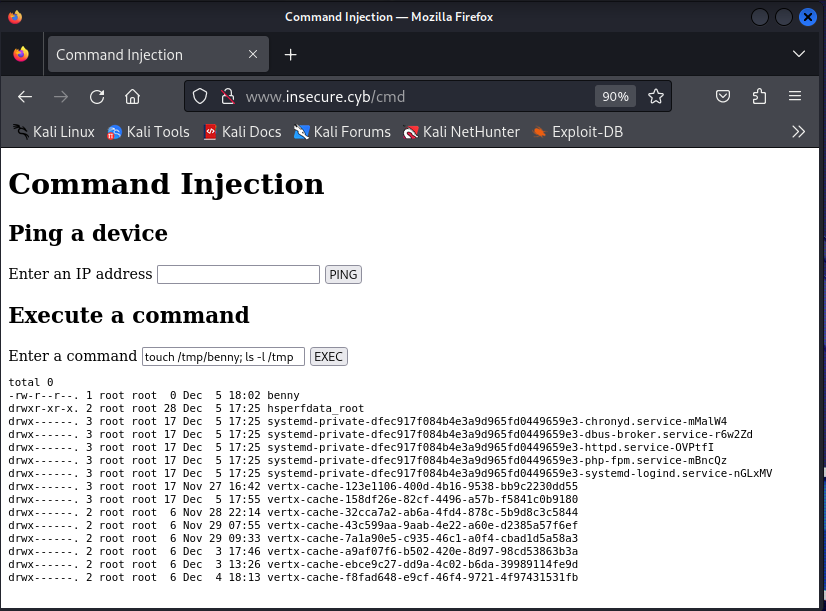 Command Injection — Mozilla Firefox
Command Injection
www.insecure.cyb/cmd 90%
Kali Linux Kali Tools Kali Docs Kali Forums Kali NetHunter Exploit-DB
Command Injection
Ping a device
Enter an IP address PING
Execute a command
Enter a command touch /tmp/benny; ls -l /tmp EXEC
total 0
-rw-r--r--. 1 root root  0 Dec  5 18:02 benny
drwxr-xr-x. 2 root root 28 Dec  5 17:25 hsperfdata_root
drwx------. 3 root root 17 Dec  5 17:25 systemd-private-dfec917f084b4e3a9d965fd0449659e3-chronyd.service-mMalW4
drwx------. 3 root root 17 Dec  5 17:25 systemd-private-dfec917f084b4e3a9d965fd0449659e3-dbus-broker.service-r6w2Zd
drwx------. 3 root root 17 Dec  5 17:25 systemd-private-dfec917f084b4e3a9d965fd0449659e3-httpd.service-OVPtfI
drwx------. 3 root root 17 Dec  5 17:25 systemd-private-dfec917f084b4e3a9d965fd0449659e3-php-fpm.service-mBncQz
drwx------. 3 root root 17 Dec  5 17:25 systemd-private-dfec917f084b4e3a9d965fd0449659e3-systemd-logind.service-nGLxMV
drwx------. 3 root root 17 Nov 27 16:42 vertx-cache-123e1106-400d-4b16-9538-bb9c2230dd55
drwx------. 3 root root 17 Dec  5 17:55 vertx-cache-158df26e-82cf-4496-a57b-f5841c0b9180
drwx------. 2 root root  6 Nov 28 22:14 vertx-cache-32cca7a2-ab6a-4fd4-878c-5b9d8c3c5844
drwx------. 2 root root  6 Nov 29 07:55 vertx-cache-43c599aa-9aab-4e22-a60e-d2385a57f6ef
drwx------. 2 root root  6 Nov 29 09:33 vertx-cache-7a1a90e5-c935-46c1-a0f4-cbad1d5a58a3
drwx------. 2 root root  6 Dec  3 17:46 vertx-cache-a9af07f6-b502-420e-8d97-98cd53863b3a
drwx------. 2 root root  6 Dec  3 13:26 vertx-cache-ebce9c27-dd9a-4c02-b6da-39989114fe9d
drwx------. 2 root root  6 Dec  4 18:13 vertx-cache-f8fad648-e9cf-46f4-9721-4f97431531fb